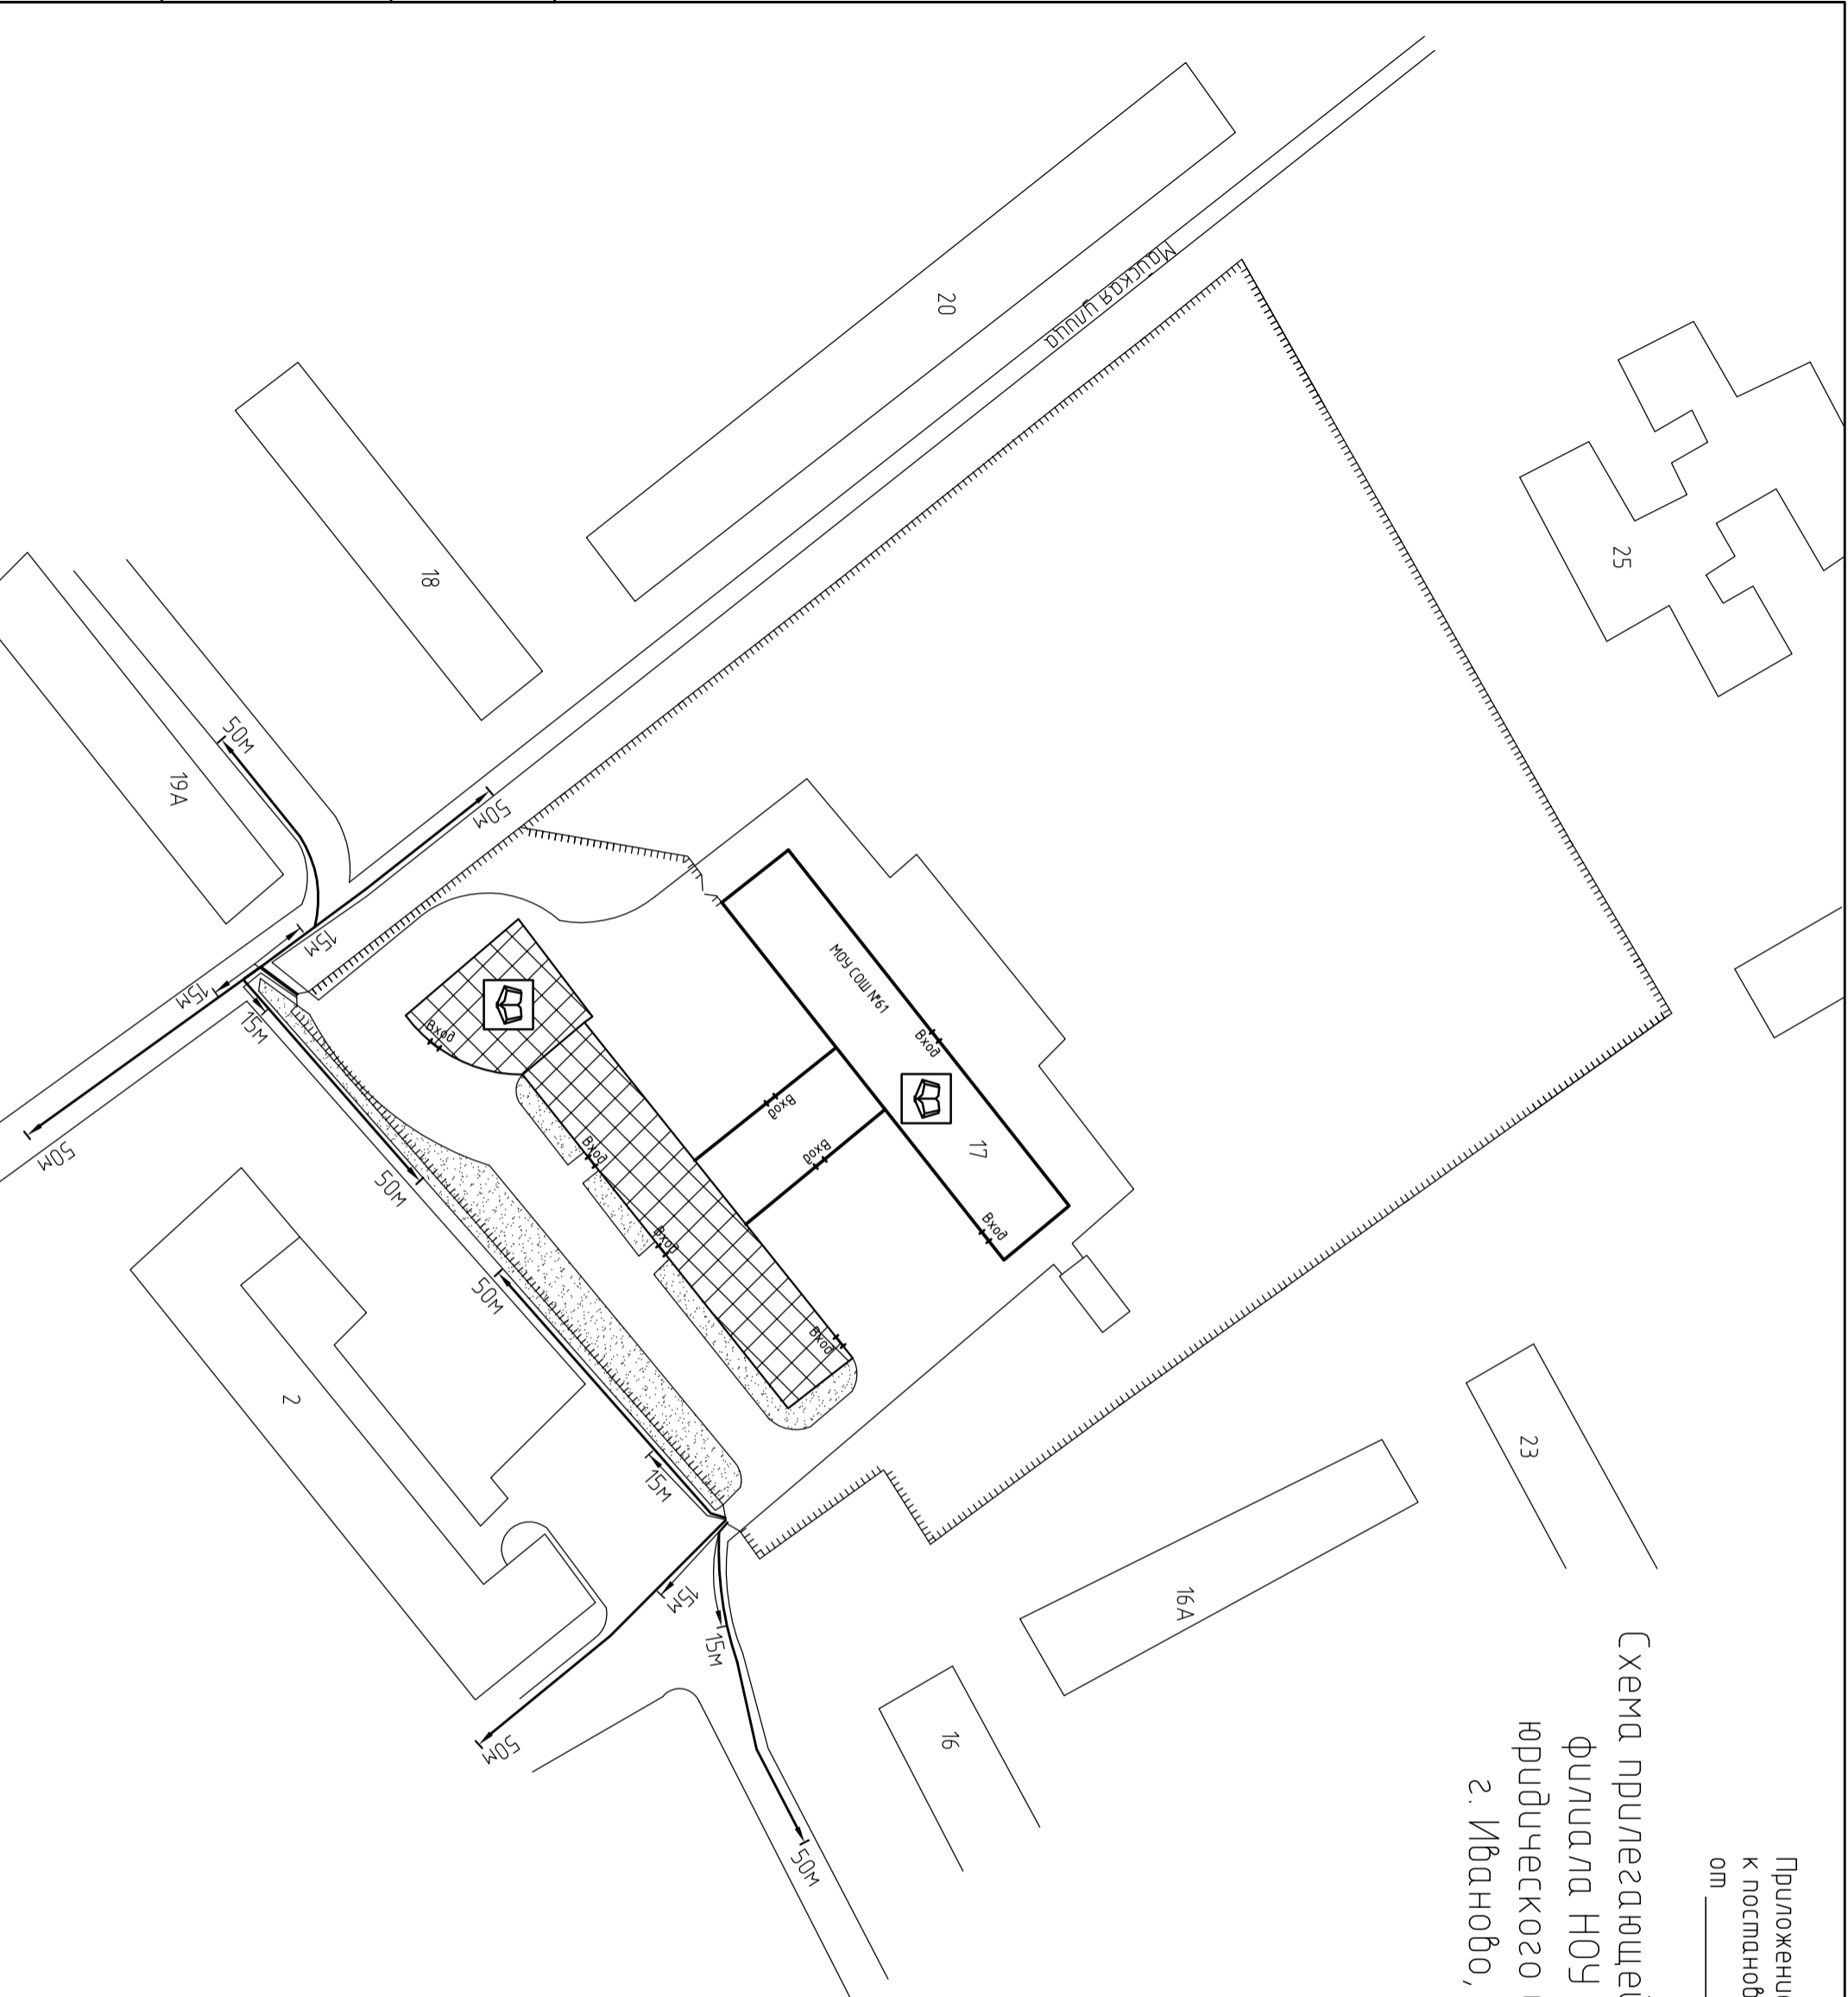 Приложение
к постанов
от
Схема прилегающей
филиала НОУ
юридического
г. Иваново,
25
23
16А
16
20
Майская улица
18
19А
МОУ СОШ №61
17
Вход
Вход
Вход
Вход
Вход
Вход
Вход
Вход
2
50м
50м
15м
15м
15м
50м
50м
50м
15м
15м
15м
50м
50м